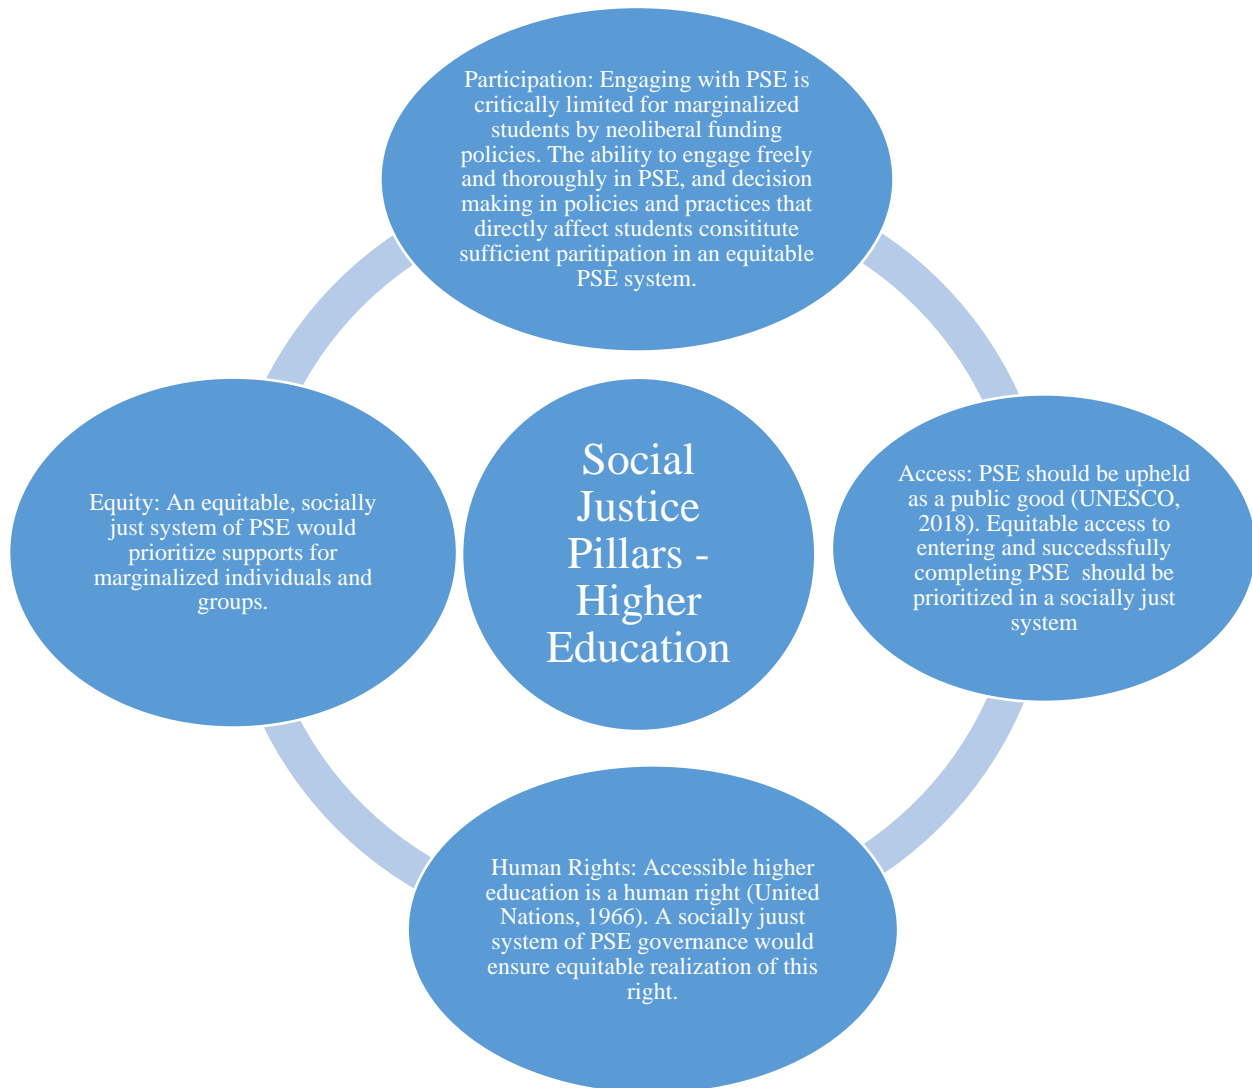 Participation: Engaging with PSE is
critically limited for marginalized
students by neoliberal funding
policies. The ability to engage freely
and thoroughly in PSE, and decision
making in policies and practices that
directly affect students consititute
sufficient paritipation in an equitable
PSE system.
Equity: An equitable, socially
just system of PSE would
prioritize supports for
marginalized individuals and
groups.
Social
Justice
Pillars -
Higher
Education
Access: PSE should be upheld
as a public good (UNESCO,
2018). Equitable access to
entering and succedssfully
completing PSE  should be
prioritized in a socially just
system
Human Rights: Accessible higher
education is a human right (United
Nations, 1966). A socially juust
system of PSE governance would
ensure equitable realization of this
right.